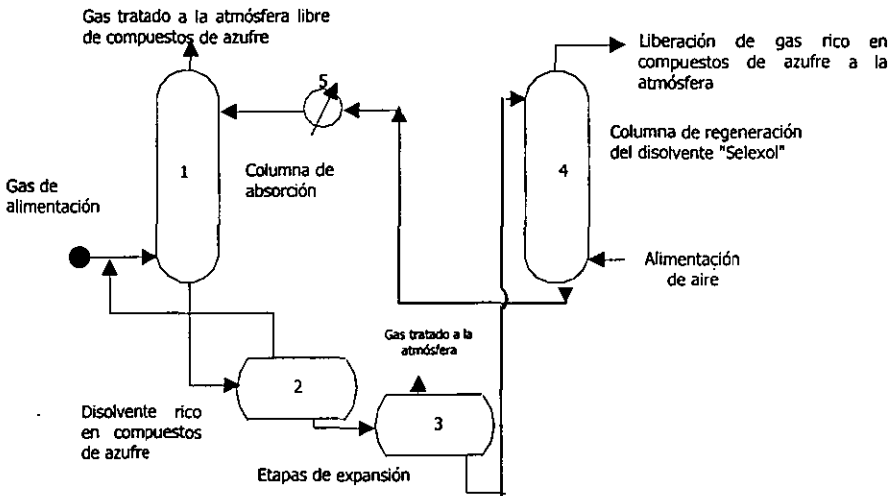 Gas tratado a la atmósfera libre
de compuestos de azufre
5
Liberación de gas rico en
compuestos de azufre a la
atmósfera
Columna de regeneración
del disolvente "Selexol"
1
Columna de
absorción
4
Gas de
alimentación
Alimentación
de aire
Gas tratado a la
atmósfera
2
3
Disolvente rico
en compuestos
de azufre
Etapas de expansión